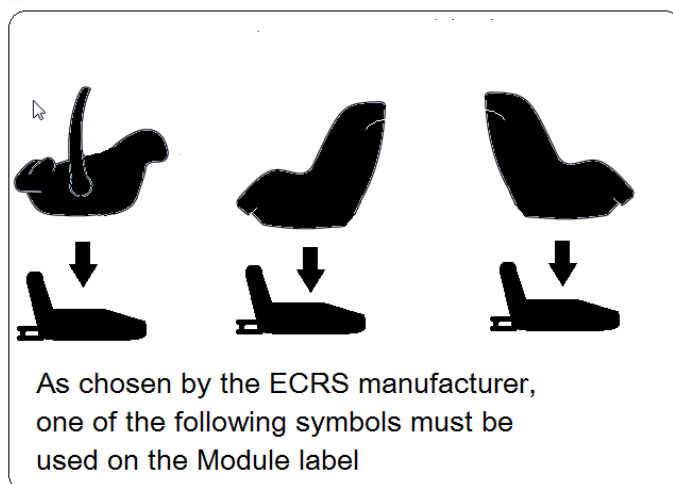 As chosen by the ECRS manufacturer,
one of the following symbols must be
used on the Module label